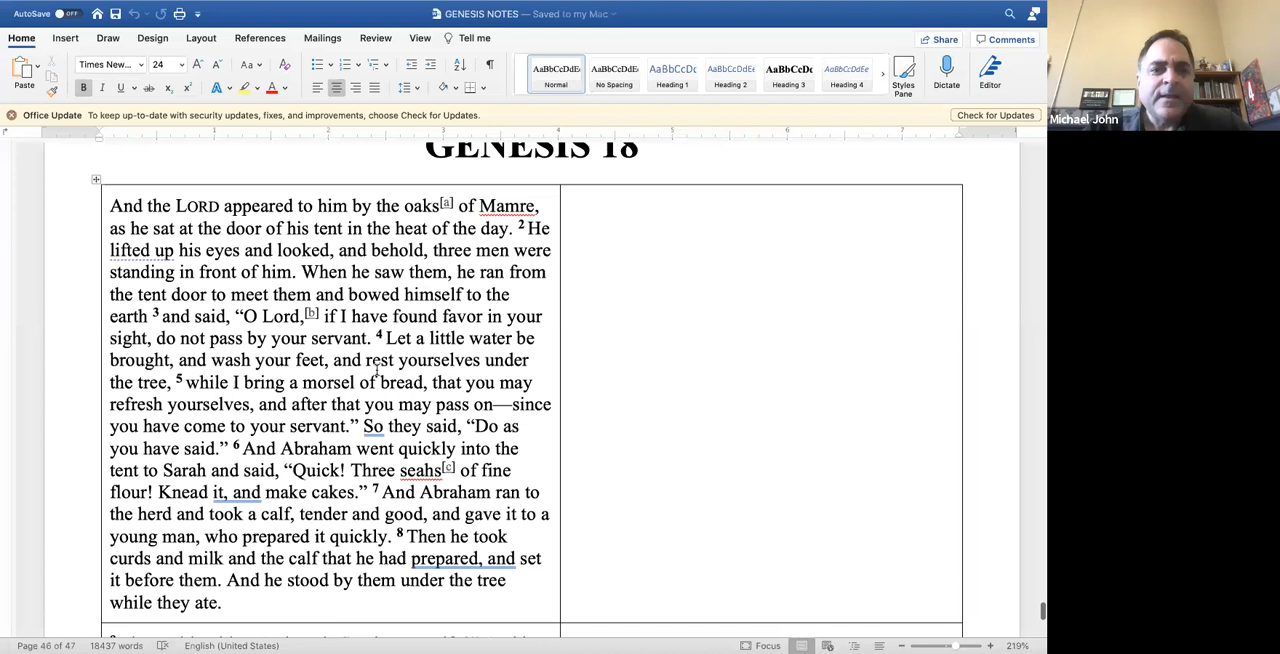 AutoSave OFF GENESIS NOTES — Saved to my Mac
Home Insert Draw Design Layout References Mailings Review View Tell me Share Comments
Times New... 24
Paste
AaBbCcDdEe AaBbCcDdEe AaBbCcDc AaBbCcDdEe AaBbCcDc AaBbCcDdEe
Normal No Spacing Heading 1 Heading 2 Heading 3 Heading 4 Styles Pane Dictate Editor
Office Update To keep up-to-date with security updates, fixes, and improvements, choose Check for Updates. Check for Updates
Michael John
1 2 3 4 5 6 7
GENESIS 18
And the LORD appeared to him by the oaks[a] of Mamre,
as he sat at the door of his tent in the heat of the day. 2 He
lifted up his eyes and looked, and behold, three men were
standing in front of him. When he saw them, he ran from
the tent door to meet them and bowed himself to the
earth 3 and said, “O Lord,[b] if I have found favor in your
sight, do not pass by your servant. 4 Let a little water be
brought, and wash your feet, and rest yourselves under
the tree, 5 while I bring a morsel of bread, that you may
refresh yourselves, and after that you may pass on—since
you have come to your servant.” So they said, “Do as
you have said.” 6 And Abraham went quickly into the
tent to Sarah and said, “Quick! Three seahs[c] of fine
flour! Knead it, and make cakes.” 7 And Abraham ran to
the herd and took a calf, tender and good, and gave it to a
young man, who prepared it quickly. 8 Then he took
curds and milk and the calf that he had prepared, and set
it before them. And he stood by them under the tree
while they ate.
Page 46 of 47 18437 words English (United States) Focus 219%